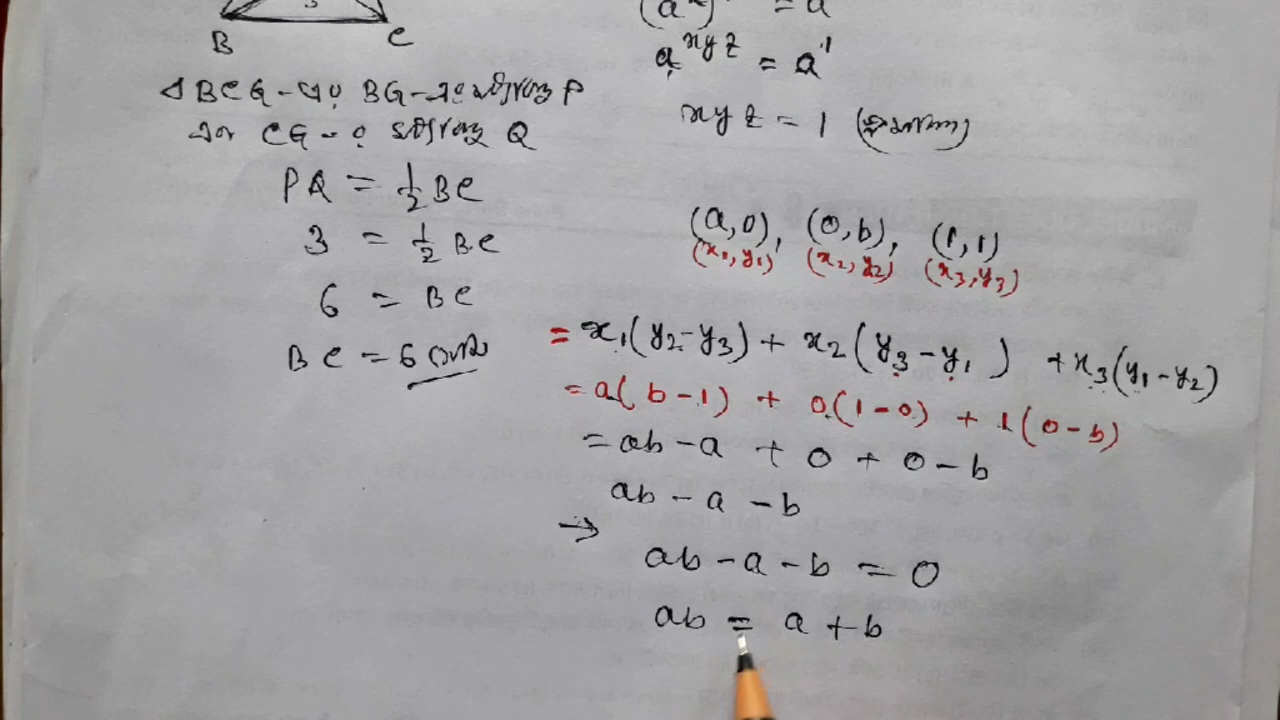 3
B C
Δ BCG-এর BG-এর মধ্যবিন্দু P
এবং CG-র মধ্যবিন্দু Q
PQ = 1/2 BC
3 = 1/2 BC
6 = BC
BC = 6 সেমি
= a
a^xyz = a^1
xyz = 1 (প্রমাণিত)
(a,0), (0,b), (1,1)
(x₁,y₁) (x₂,y₂) (x₃,y₃)
= x₁(y₂-y₃) + x₂(y₃-y₁) + x₃(y₁-y₂)
= a(b-1) + 0(1-0) + 1(0-b)
= ab - a + 0 + 0 - b
ab - a - b
→ ab - a - b = 0
ab = a + b